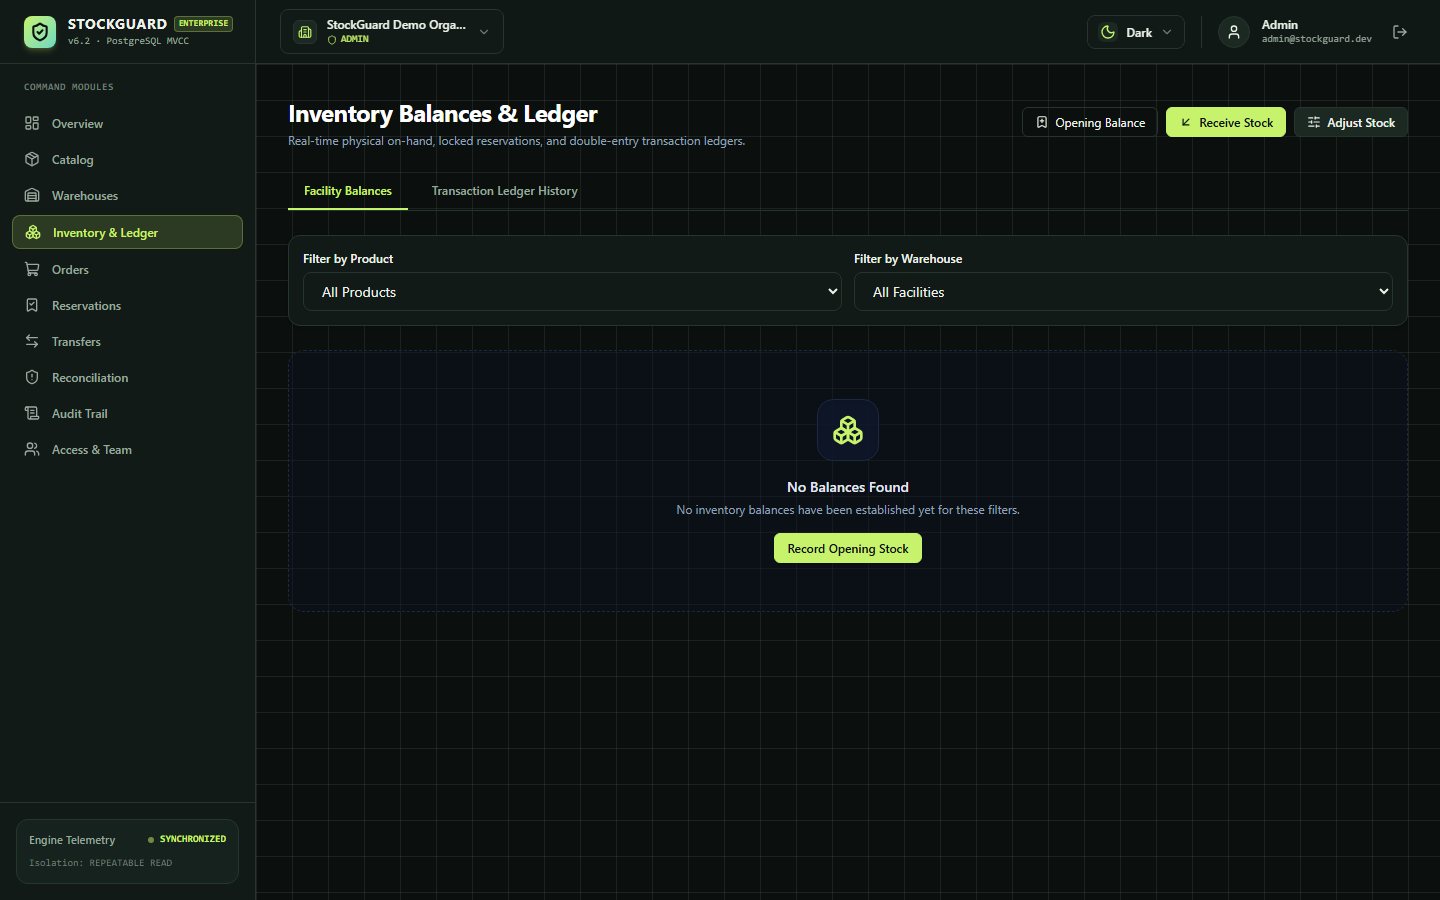 STOCKGUARD ENTERPRISE
v6.2 · PostgreSQL MVCC
StockGuard Demo Orga...
ADMIN
Dark
Admin
admin@stockguard.dev
COMMAND MODULES
Overview
Catalog
Warehouses
Inventory & Ledger
Orders
Reservations
Transfers
Reconciliation
Audit Trail
Access & Team
Engine Telemetry
SYNCHRONIZED
Isolation: REPEATABLE READ
Inventory Balances & Ledger
Real-time physical on-hand, locked reservations, and double-entry transaction ledgers.
Opening Balance
Receive Stock
Adjust Stock
Facility Balances
Transaction Ledger History
Filter by Product
All Products
Filter by Warehouse
All Facilities
No Balances Found
No inventory balances have been established yet for these filters.
Record Opening Stock